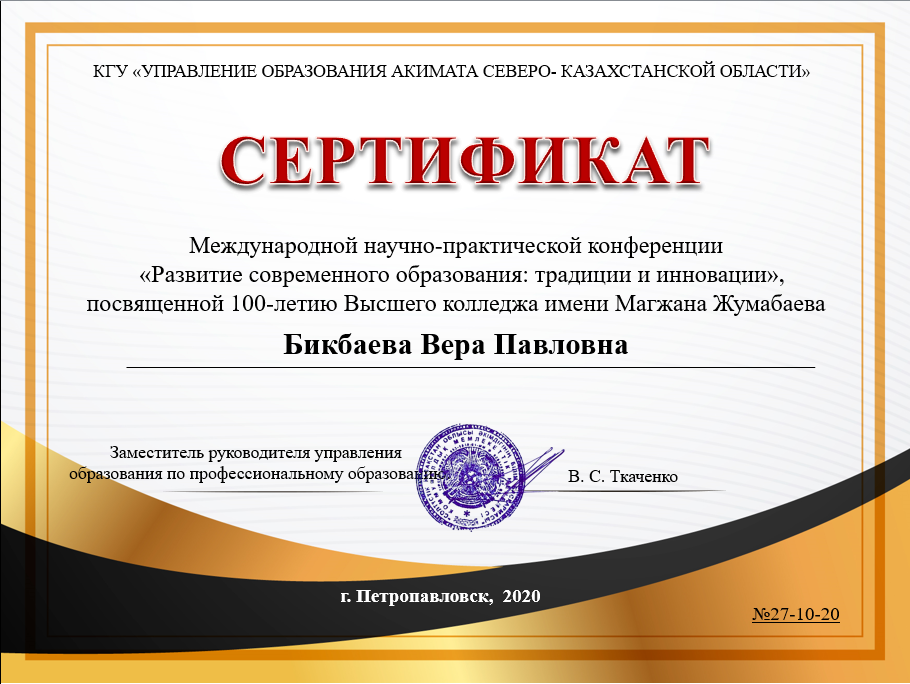 КГУ «УПРАВЛЕНИЕ ОБРАЗОВАНИЯ АКИМАТА СЕВЕРО- КАЗАХСТАНСКОЙ ОБЛАСТИ»
СЕРТИФИКАТ
Международной научно-практической конференции
«Развитие современного образования: традиции и инновации»,
посвященной 100-летию Высшего колледжа имени Магжана Жумабаева
Бикбаева Вера Павловна
Заместитель руководителя управления
образования по профессиональному образованию
В. С. Ткаченко
г. Петропавловск, 2020
№27-10-20